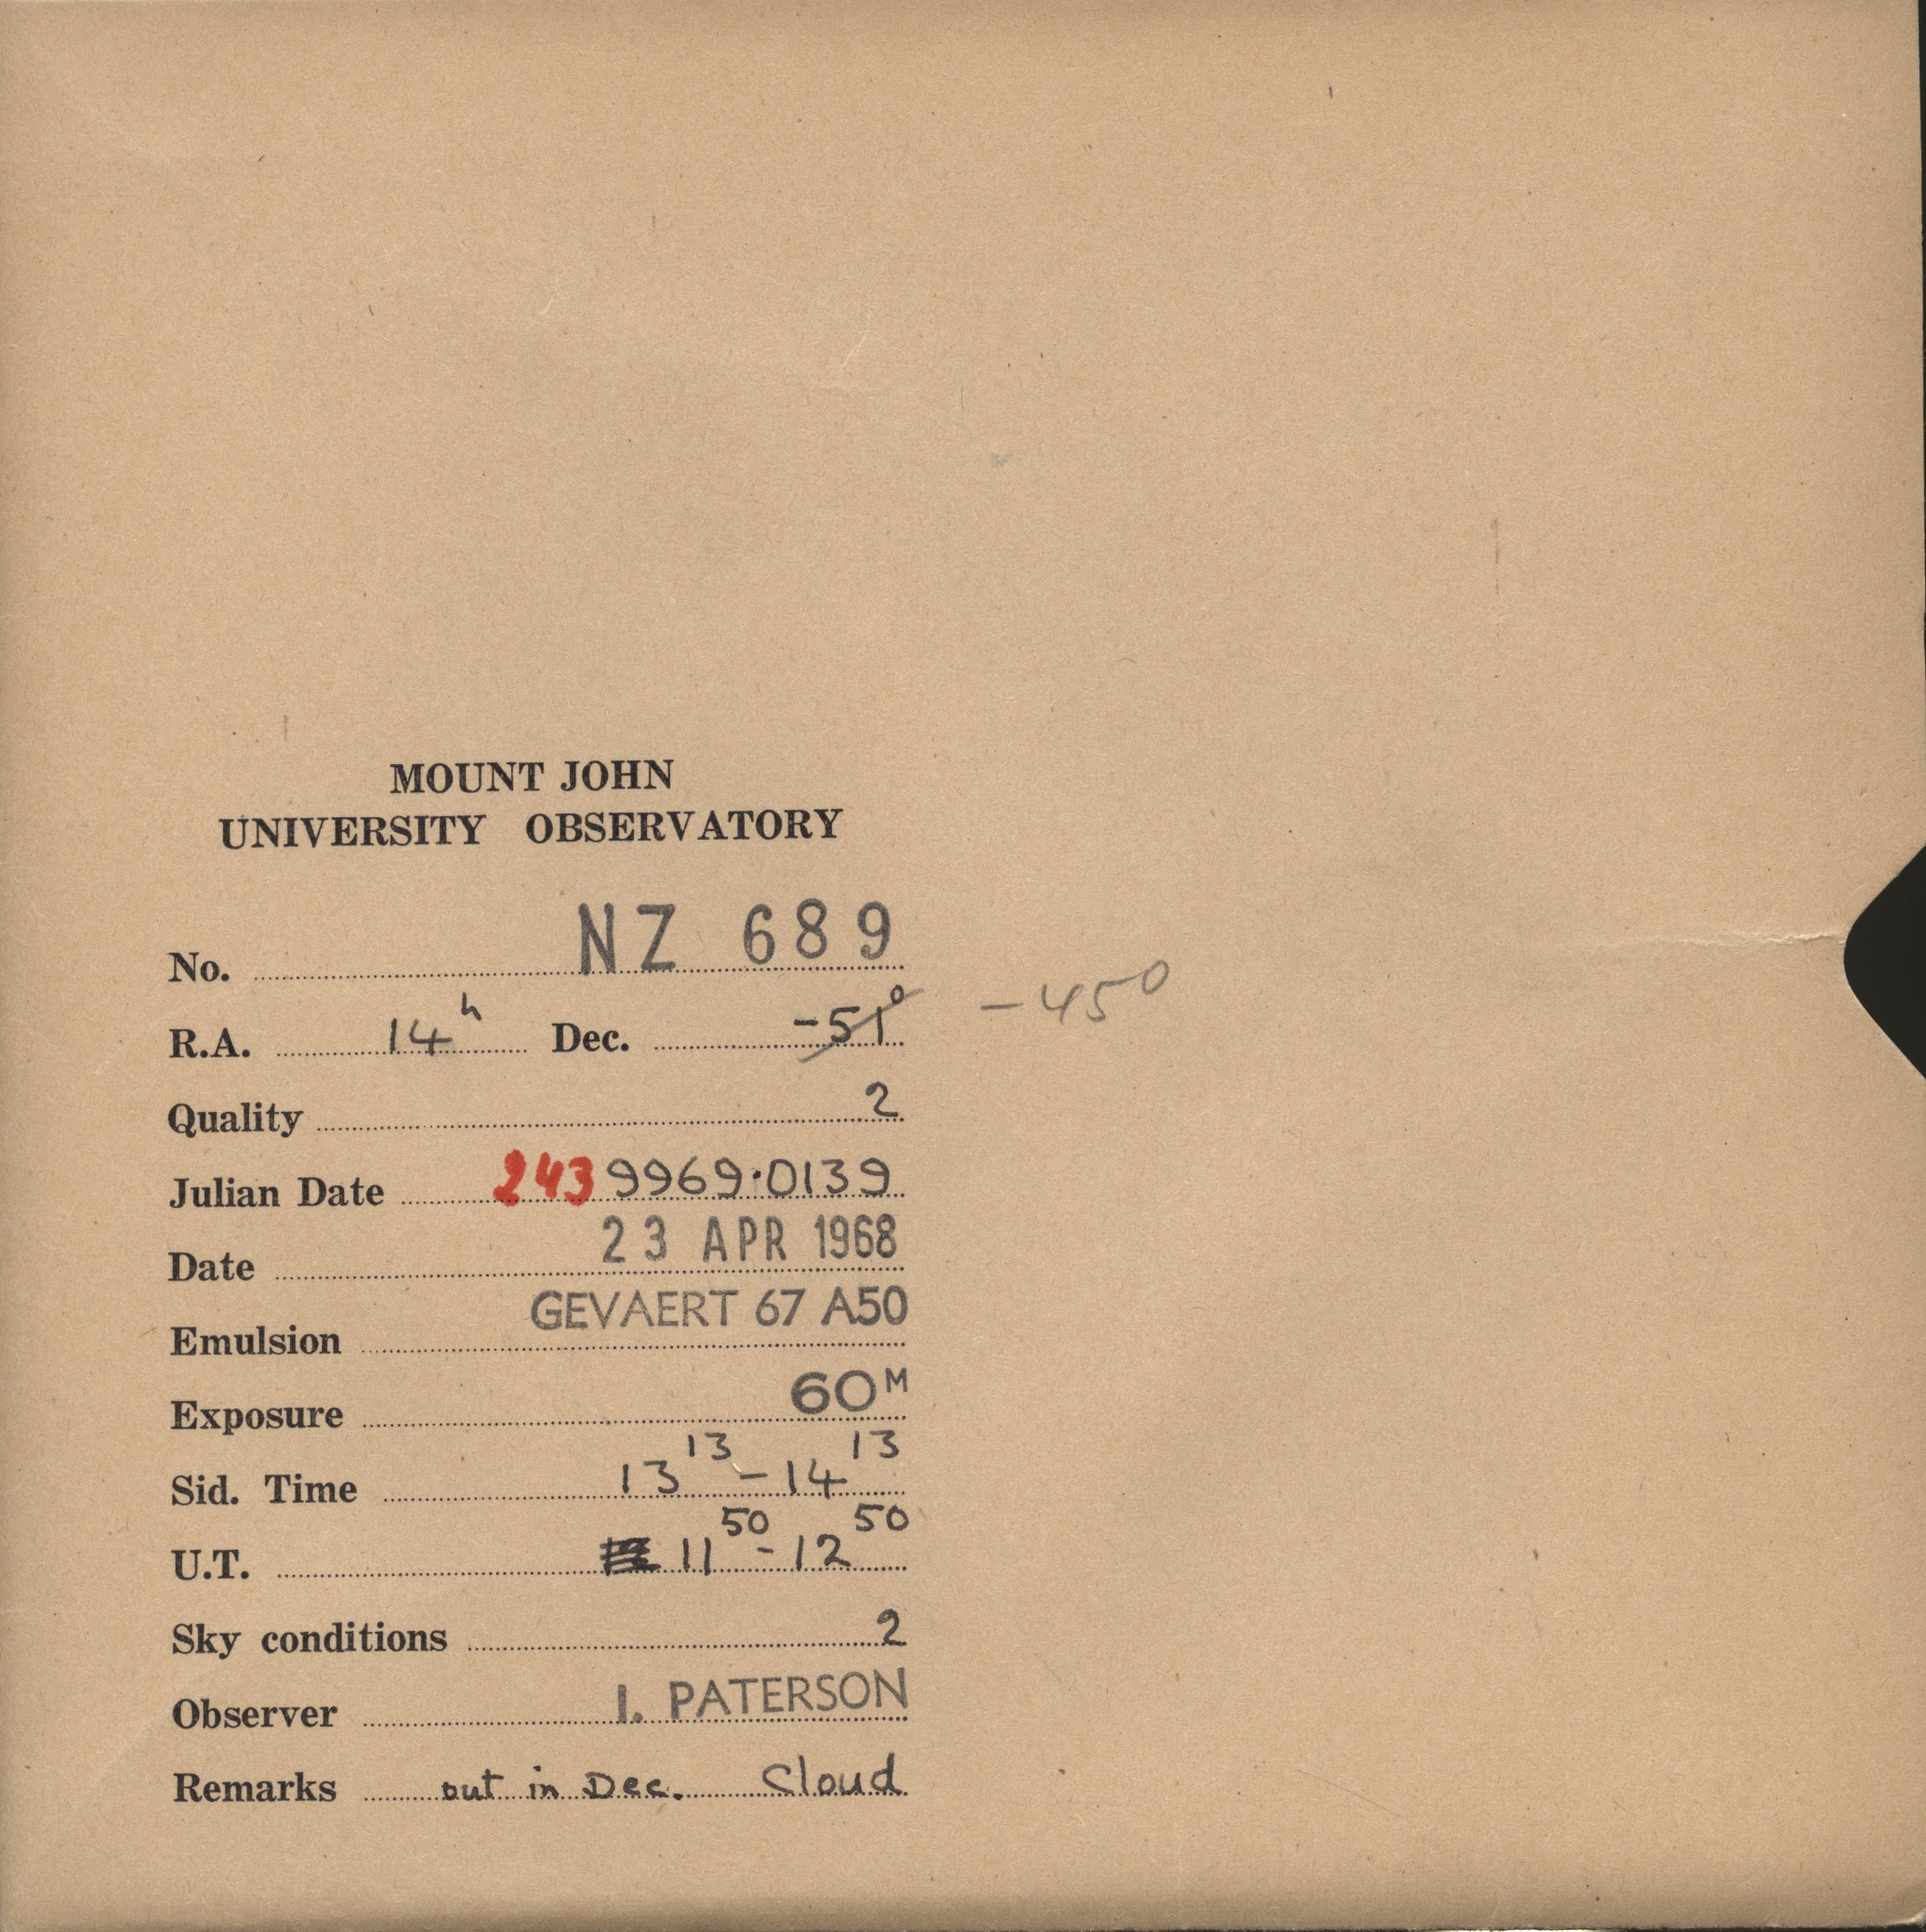 MOUNT JOHN
UNIVERSITY OBSERVATORY
No. NZ 689
R.A. 14h Dec. -51° -45°
Quality 2
Julian Date 2439969·0139
Date 23 APR 1968
Emulsion GEVAERT 67 A50
Exposure 60M
Sid. Time 13 13 - 14 13
U.T. 11 50 - 12 50
Sky conditions 2
Observer I. PATERSON
Remarks out in Dec. Cloud